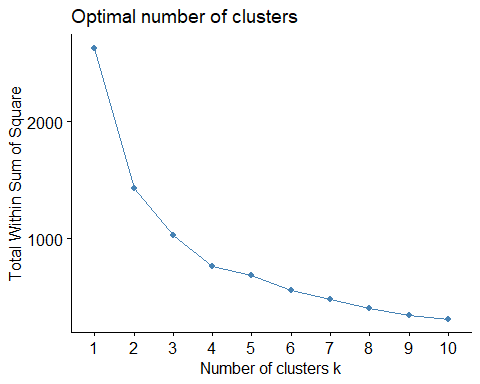 Optimal number of clusters
Total Within Sum of Square
2000
1000
1 2 3 4 5 6 7 8 9 10
Number of clusters k